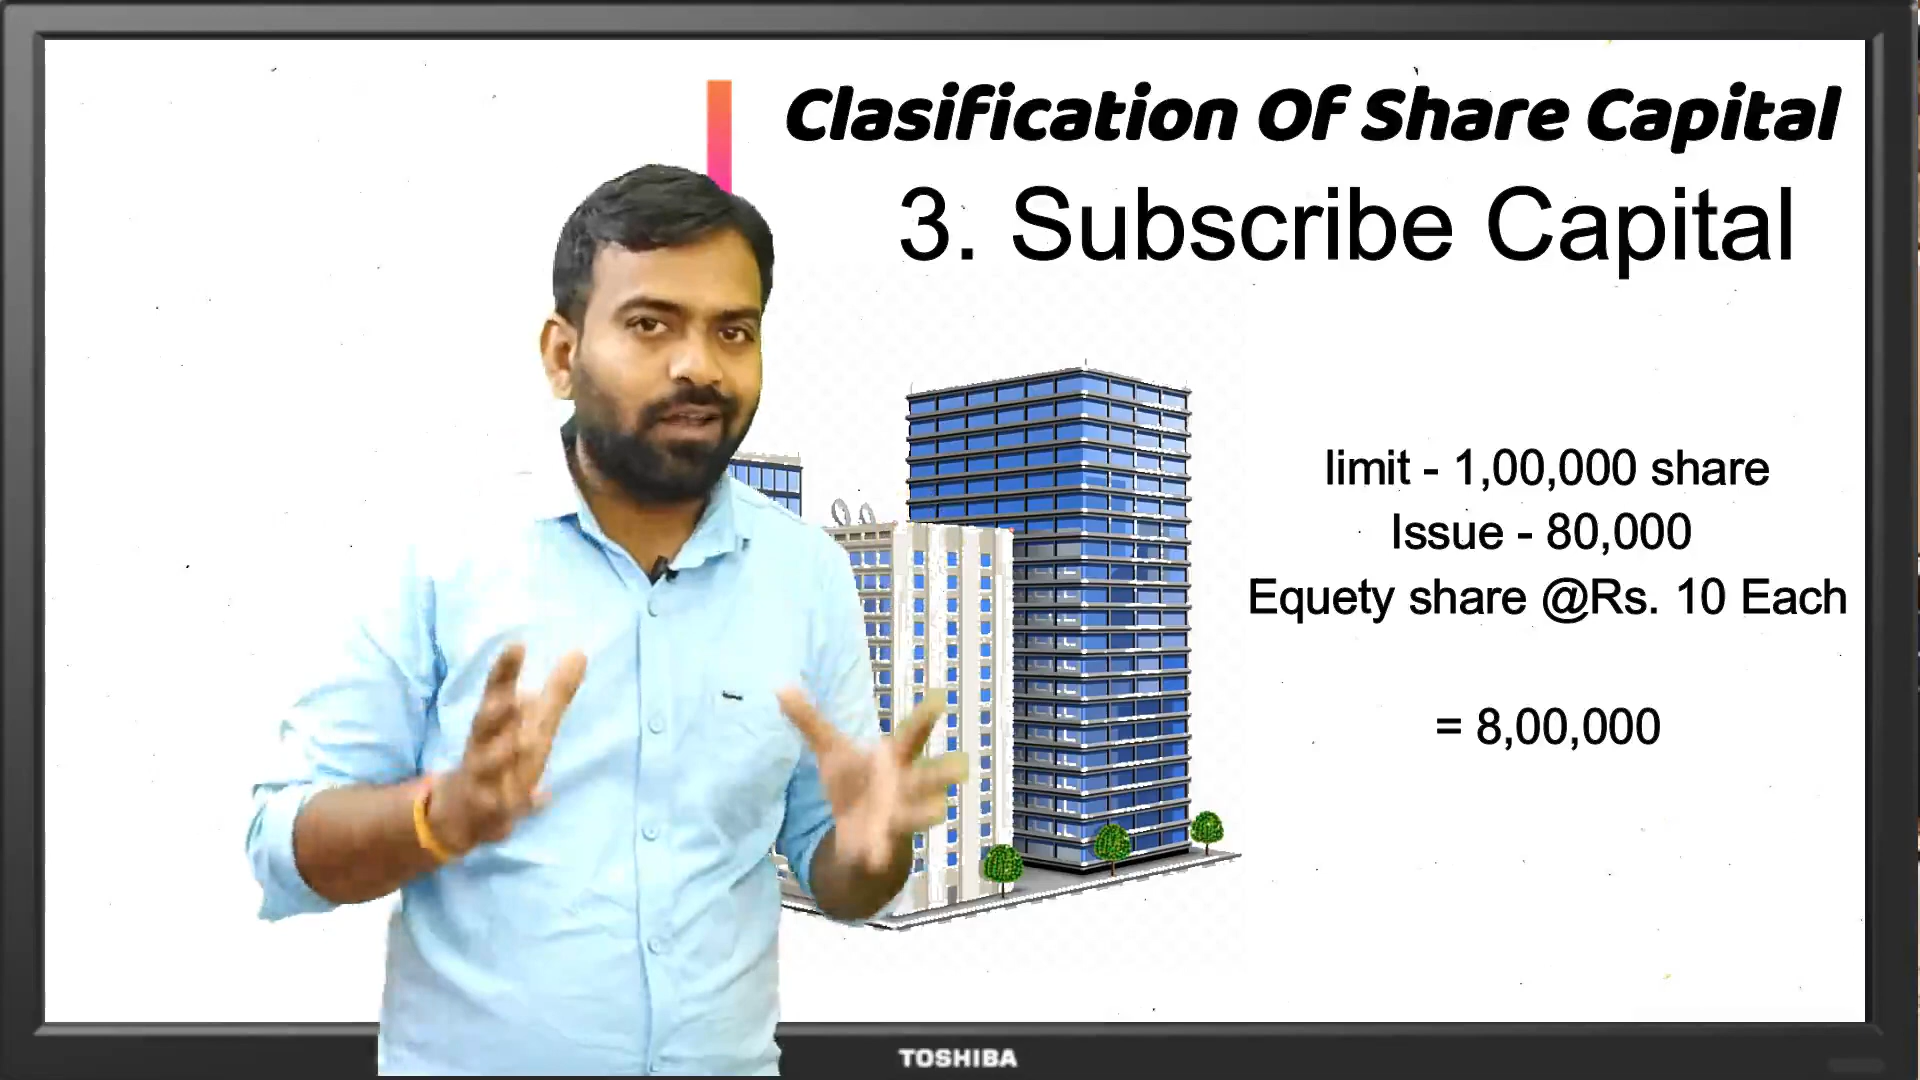 Clasification Of Share Capital
3. Subscribe Capital
limit - 1,00,000 share
Issue - 80,000
Equety share @Rs. 10 Each
= 8,00,000
TOSHIBA